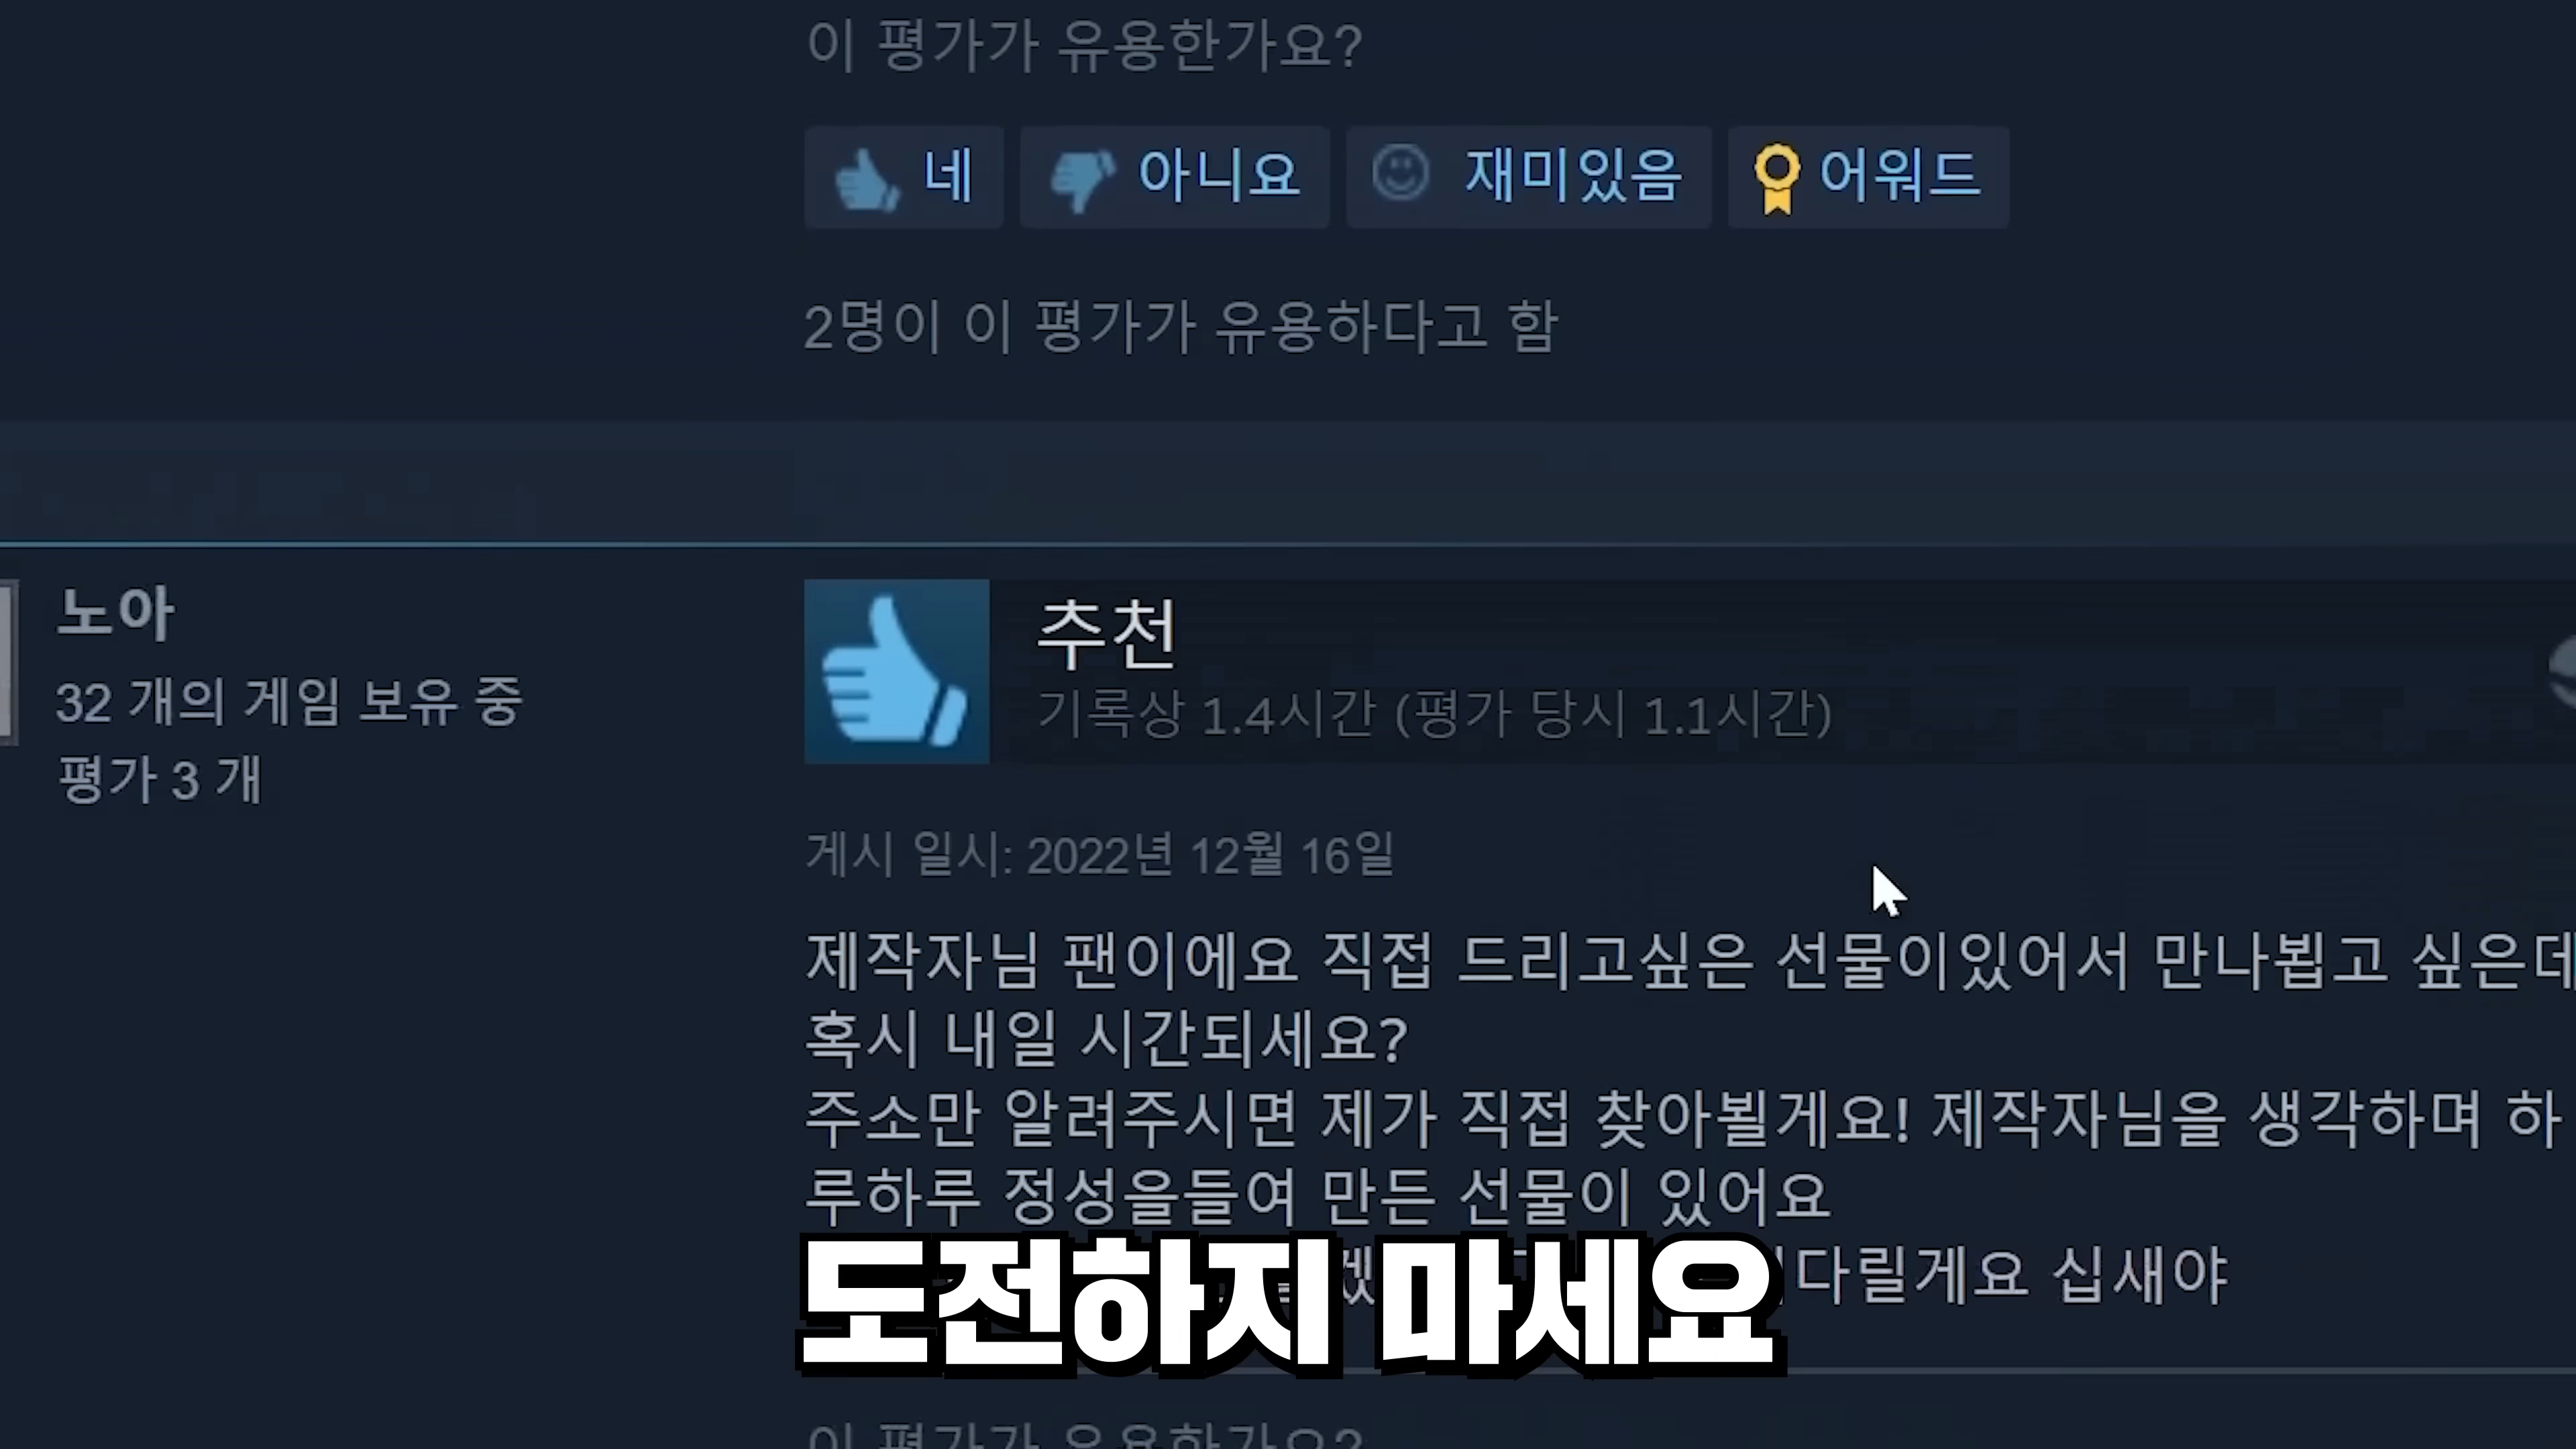 이 평가가 유용한가요?
네 아니요 재미있음 어워드
2명이 이 평가가 유용하다고 함
노아
32 개의 게임 보유 중
평가 3 개
추천
기록상 1.4시간 (평가 당시 1.1시간)
게시 일시: 2022년 12월 16일
제작자님 팬이에요 직접 드리고싶은 선물이있어서 만나뵙고 싶은데
혹시 내일 시간되세요?
주소만 알려주시면 제가 직접 찾아뵐게요! 제작자님을 생각하며 하
루하루 정성을들여 만든 선물이 있어요
다릴게요 십새야
도전하지 마세요
이 평가가 유용한가요?